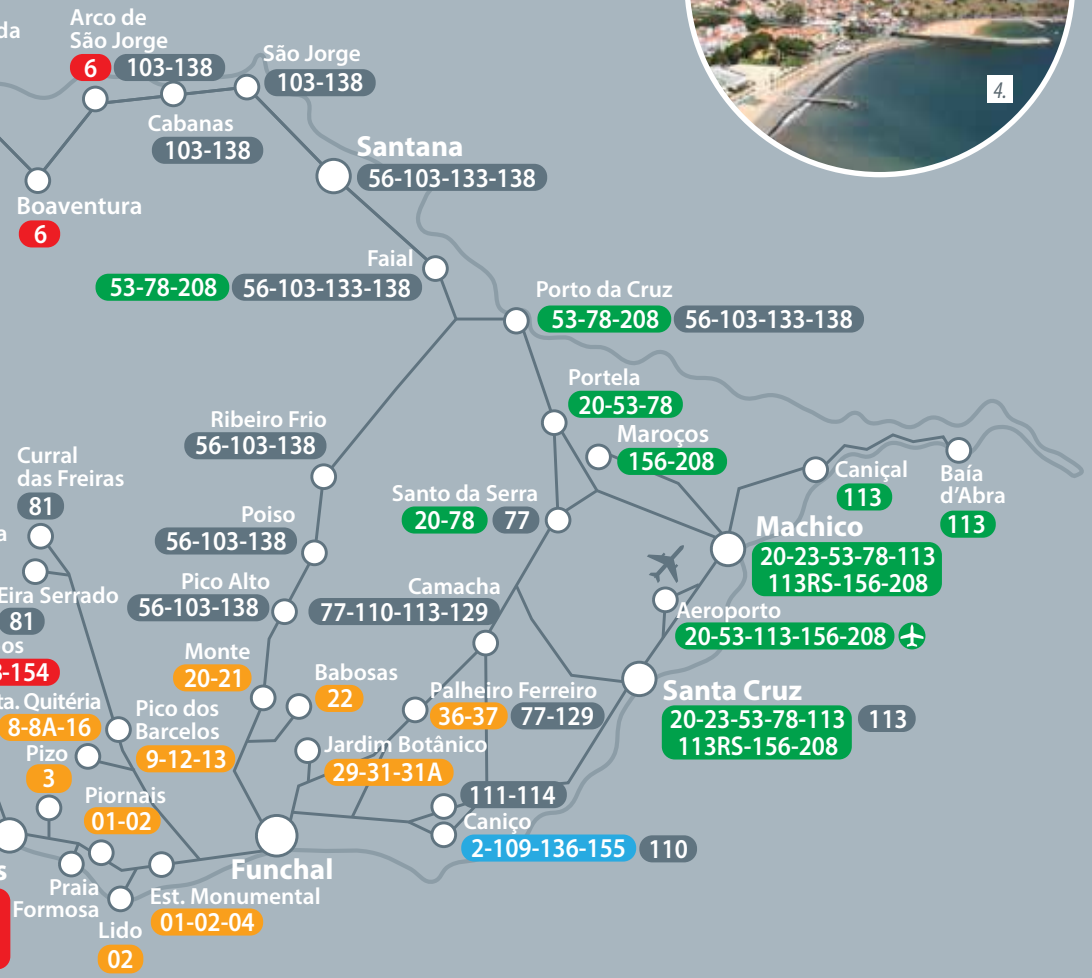 da
Arco de
São Jorge
6 103-138
São Jorge
103-138
4.
Cabanas
103-138
Santana
56-103-133-138
Boaventura
6
Faial
53-78-208 56-103-133-138
Porto da Cruz
53-78-208 56-103-133-138
Portela
20-53-78
Ribeiro Frio
56-103-138
Maroços
156-208
Curral
das Freiras
81
Caniçal
113
Baía
d'Abra
113
Santo da Serra
20-78 77
Poiso
56-103-138
Machico
20-23-53-78-113
113RS-156-208
a
Eira Serrado
81
Pico Alto
56-103-138
Camacha
77-110-113-129
Aeroporto
20-53-113-156-208
os
-154
Monte
20-21
Babosas
22
Palheiro Ferreiro
36-37 77-129
Santa Cruz
20-23-53-78-113 113
113RS-156-208
ta. Quitéria
8-8A-16
Pico dos
Barcelos
9-12-13
Jardim Botânico
29-31-31A
Pizo
3
Piornais
01-02
111-114
Caniço
2-109-136-155 110
Funchal
s
Praia
Formosa
Est. Monumental
01-02-04
Lido
02